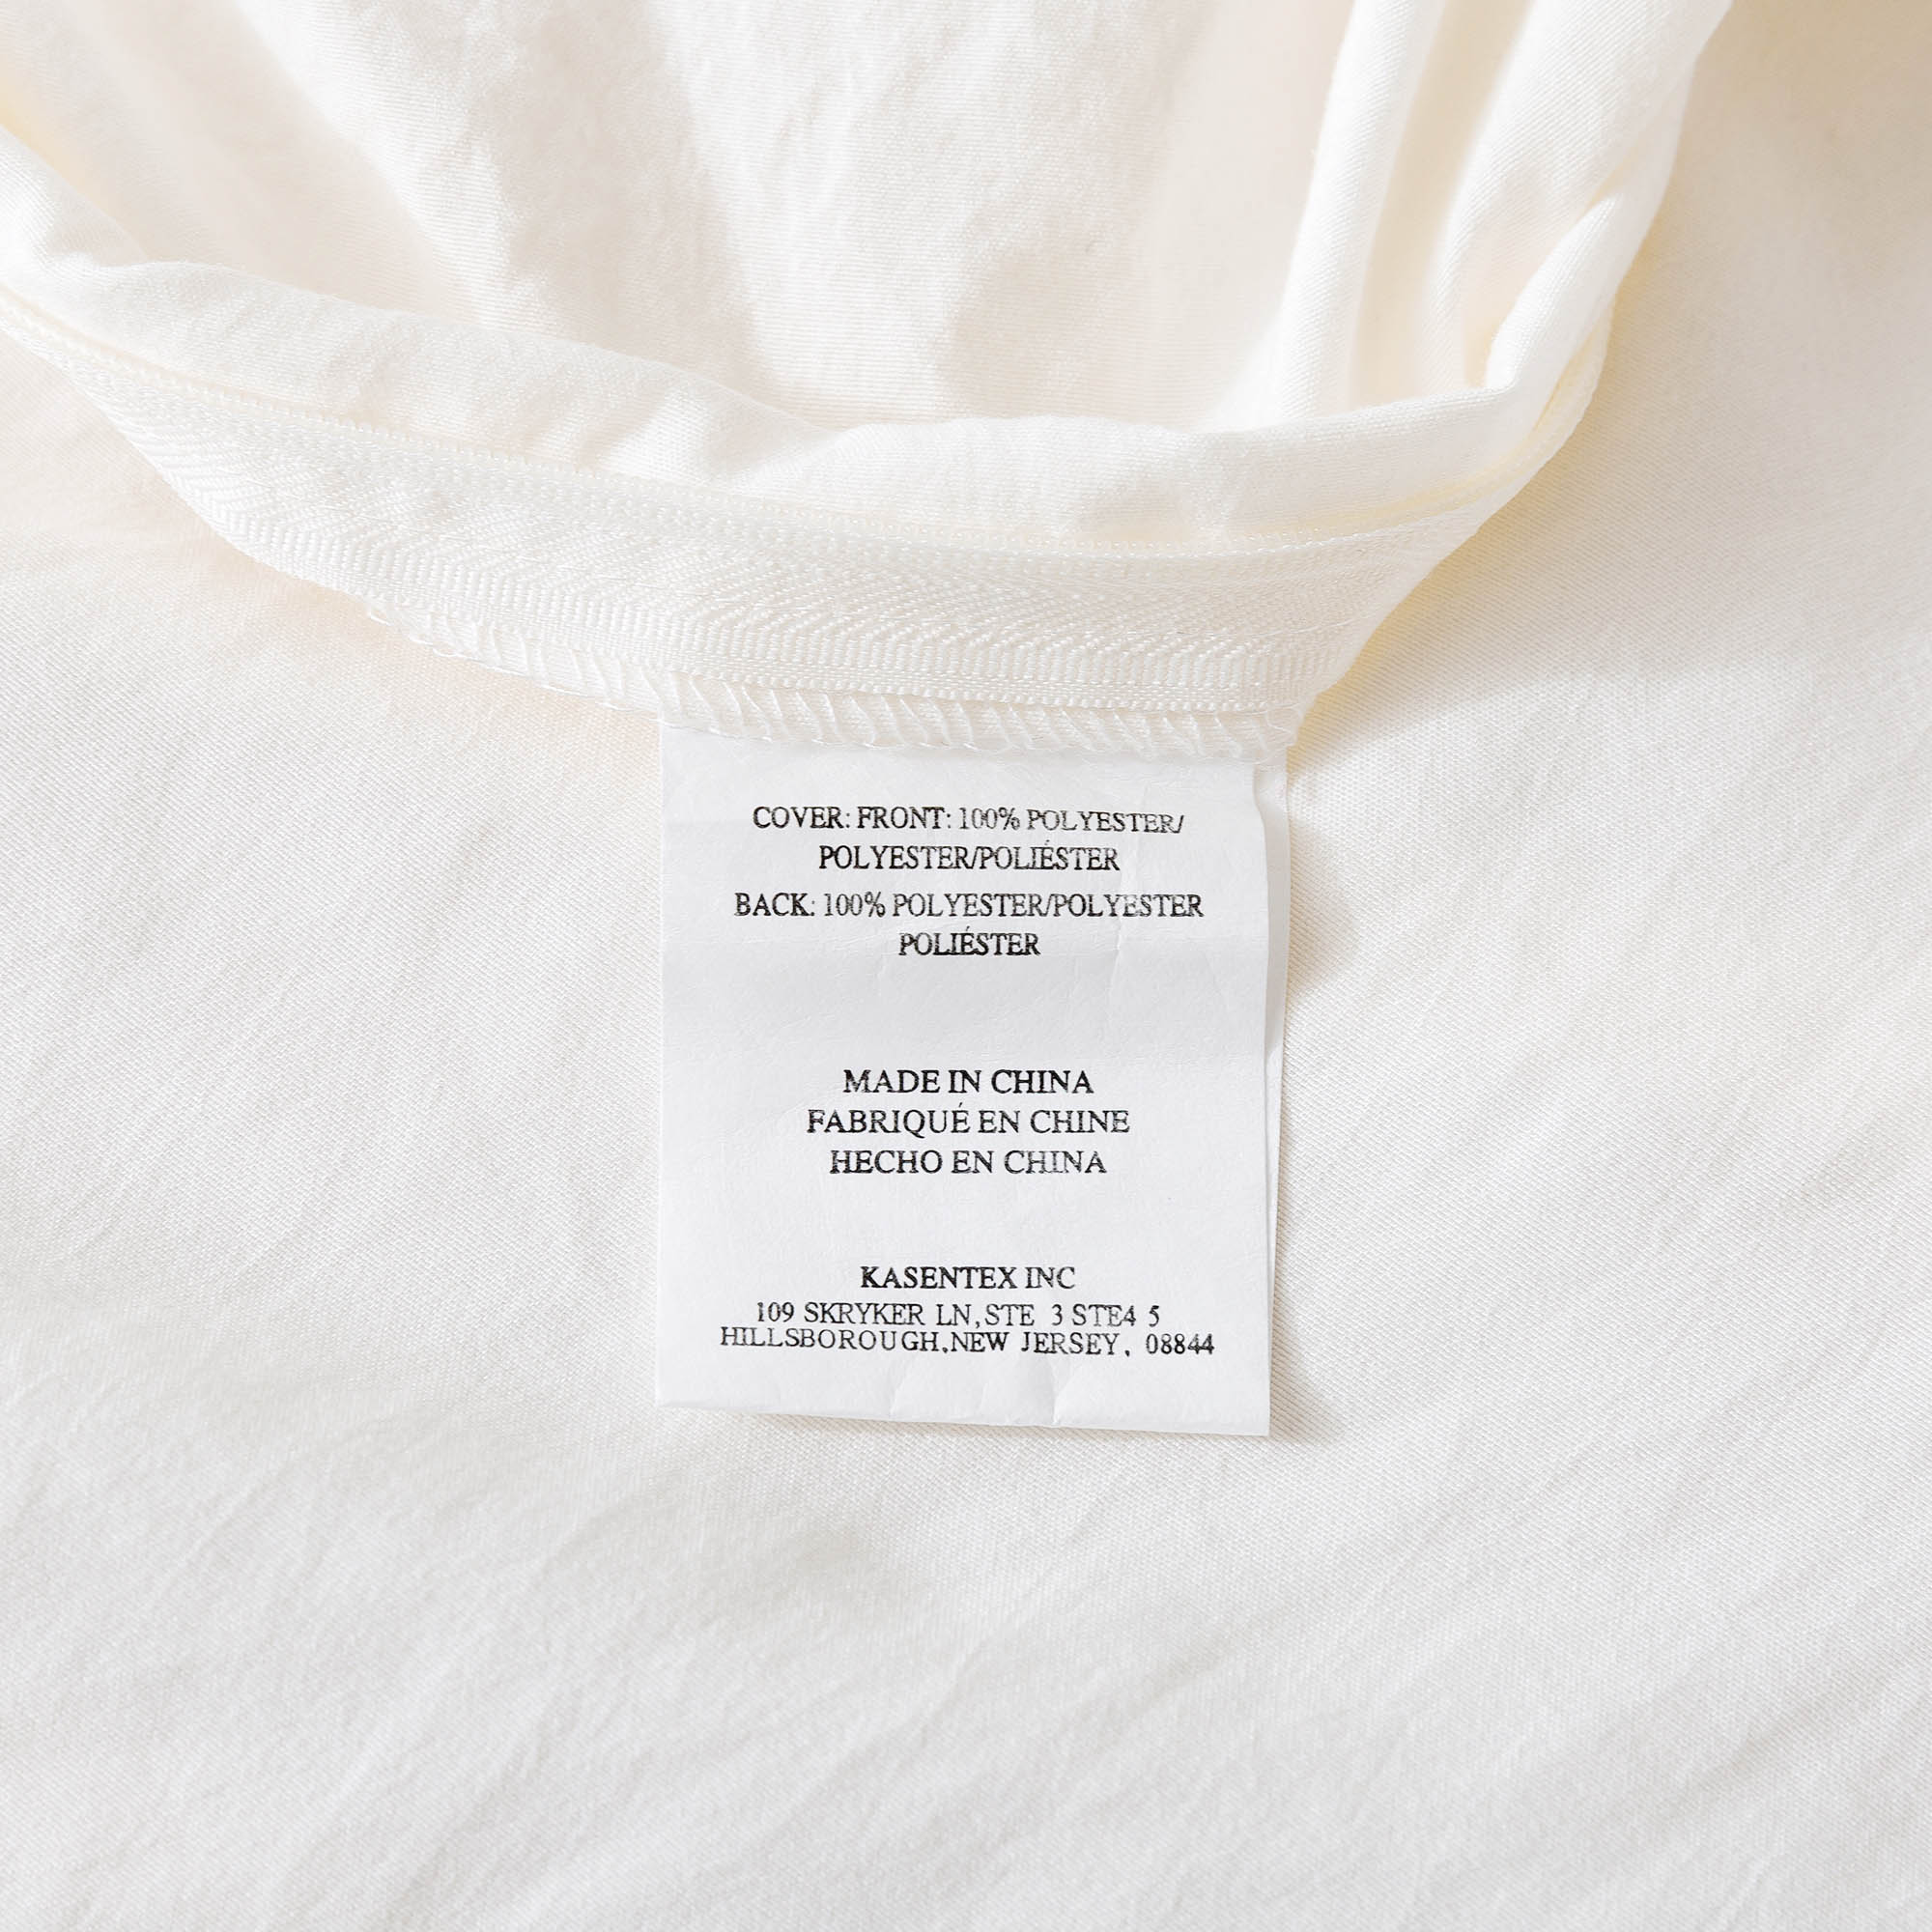 COVER: FRONT: 100% POLYESTER/
POLYESTER/POLIÉSTER
BACK: 100% POLYESTER/POLYESTER
POLIÉSTER
MADE IN CHINA
FABRIQUÉ EN CHINE
HECHO EN CHINA
KASENTEX INC
109 SKRYKER LN,STE 3 STE4 5
HILLSBOROUGH,NEW JERSEY, 08844